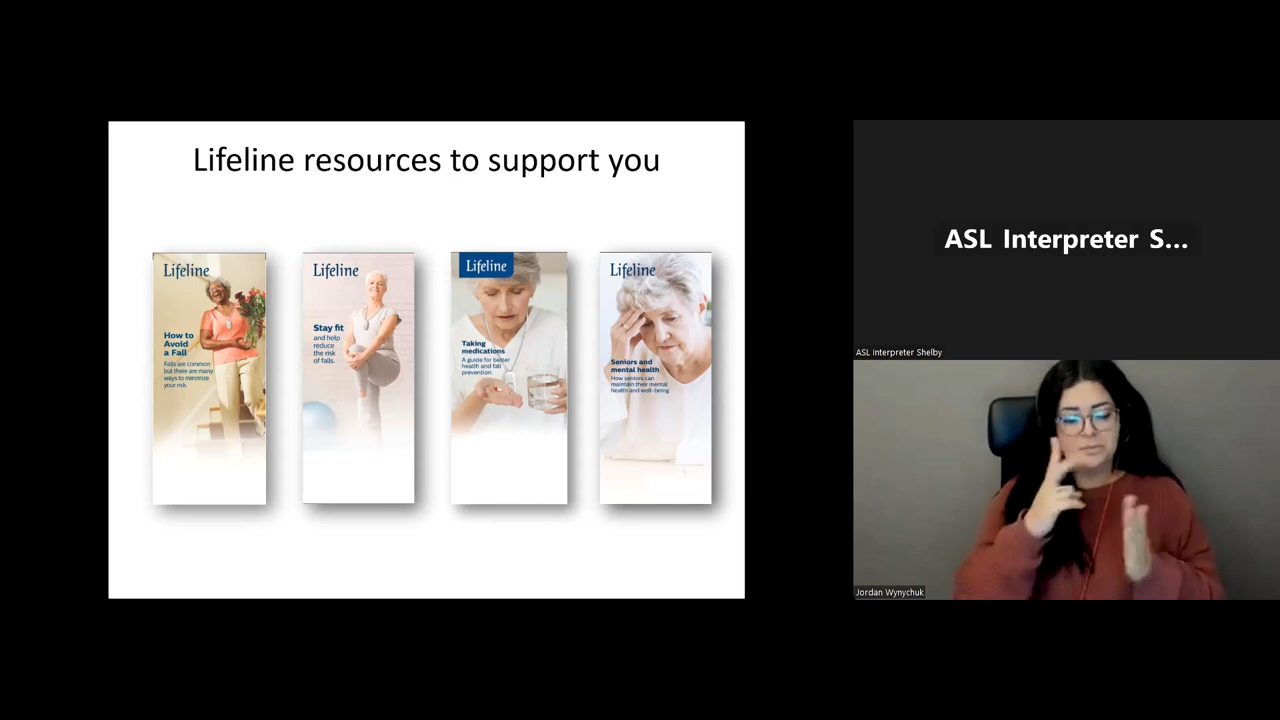 Lifeline resources to support you
Lifeline
How to
Avoid
a Fall
Falls are common
but there are many
ways to minimize
your risk.
Lifeline
Stay fit
and help
reduce
the risk
of falls.
Lifeline
Taking
medications
A guide for better
health and fall
prevention.
Lifeline
Seniors and
mental health
How seniors can
maintain their mental
health and well-being
ASL Interpreter S...
ASL Interpreter Shelby
Jordan Wynychuk